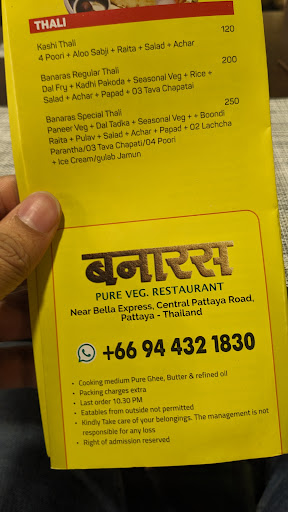 THALI
Kashi Thali 120
4 Poori + Aloo Sabji + Raita + Salad + Achar
Banaras Regular Thali 200
Dal Fry + Kadhi Pakoda + Seasonal Veg + Rice +
Salad + Achar + Papad + 03 Tava Chapatai
Banaras Special Thali 250
Paneer Veg + Dal Tadka + Seasonal Veg + + Boondi
Raita + Pulav + Salad + Achar + Papad + 02 Lachcha
Parantha/03 Tava Chapati/04 Poori
+ Ice Cream/gulab Jamun
बनारस
PURE VEG. RESTAURANT
Near Bella Express, Central Pattaya Road,
Pattaya - Thailand
+66 94 432 1830
• Cooking medium Pure Ghee, Butter & refined oil
• Packing charges extra
• Last order 10.30 PM
• Eatables from outside not permitted
• Kindly Take care of your belongings. The management is not
responsible for any loss
• Right of admission reserved